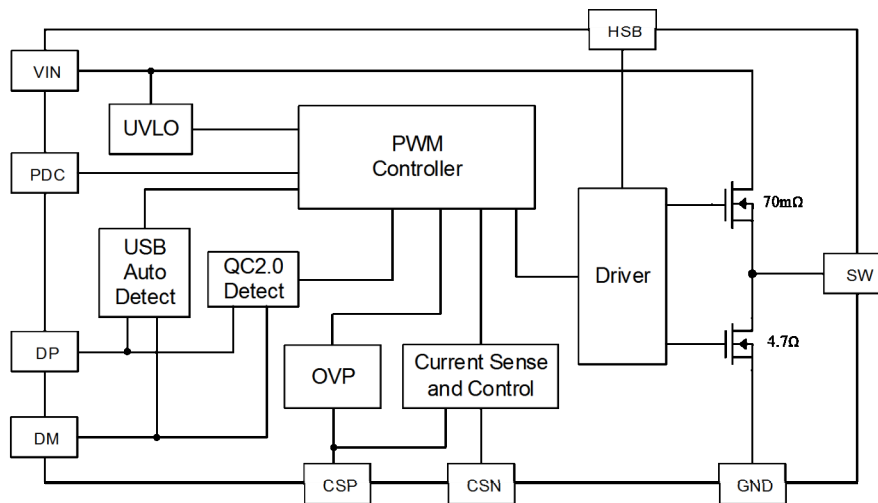 HSB
VIN
UVLO
PWM
Controller
PDC
70mΩ
USB
Auto
Detect
QC2.0
Detect
Driver
SW
DP
OVP
Current Sense
and Control
4.7Ω
DM
CSP
CSN
GND